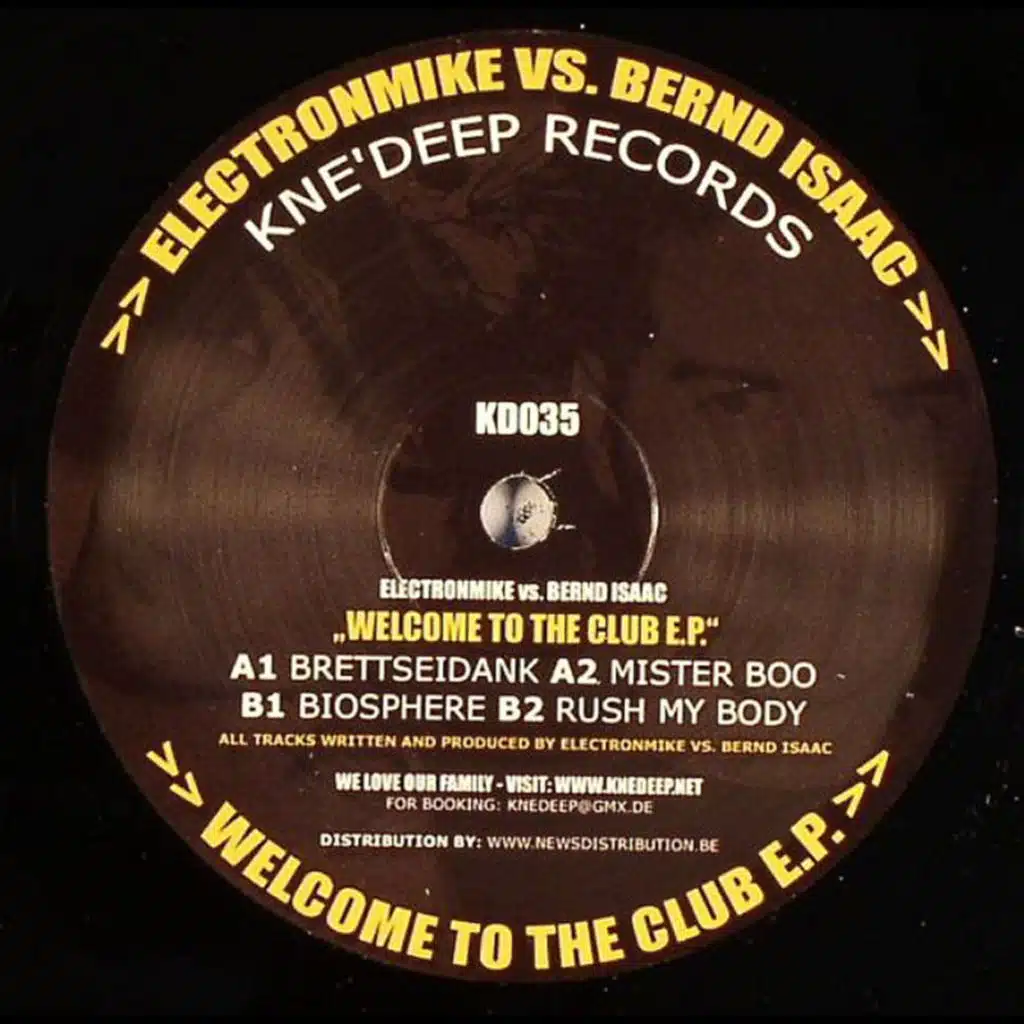 >> ELECTRONMIKE VS. BERND ISAAC >>
KNE'DEEP RECORDS
KD035
ELECTRONMIKE vs. BERND ISAAC
„WELCOME TO THE CLUB E.P.“
A1 BRETTSEIDANK A2 MISTER BOO
B1 BIOSPHERE B2 RUSH MY BODY
ALL TRACKS WRITTEN AND PRODUCED BY ELECTRONMIKE VS. BERND ISAAC
WE LOVE OUR FAMILY - VISIT: WWW.KNEDEEP.NET
FOR BOOKING: KNEDEEP@GMX.DE
DISTRIBUTION BY: WWW.NEWSDISTRIBUTION.BE
>> WELCOME TO THE CLUB E.P. >>